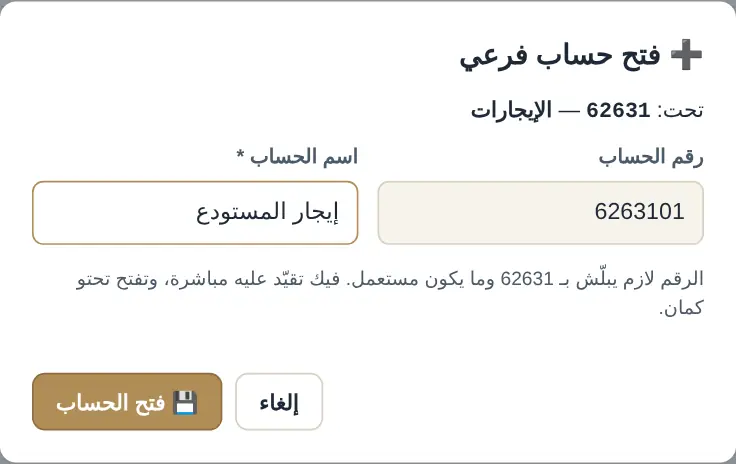 ➕ فتح حساب فرعي
تحت: 62631 — الإيجارات
رقم الحساب
اسم الحساب *
6263101
إيجار المستودع
الرقم لازم يبلّش بـ 62631 وما يكون مستعمل. فيك تقيّد عليه مباشرة، وتفتح تحتو
كمان.
إلغاء
💾 فتح الحساب